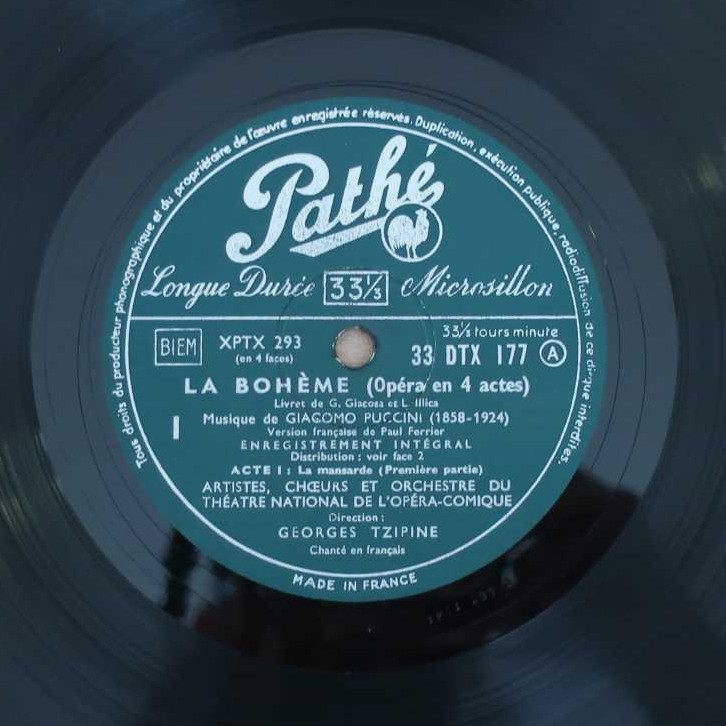 Tous droits du producteur phonographique et du propriétaire de l'œuvre enregistrée réservés. Duplication, exécution publique, radiodiffusion de ce disque interdites.
Pathé
Longue Durée 33⅓ Microsillon
BIEM XPTX 293
(en 4 faces)
33⅓ tours minute
33 DTX 177 A
LA BOHÈME (Opéra en 4 actes)
Livret de G. Giacosa et L. Illica
I
Musique de GIACOMO PUCCINI (1858-1924)
Version française de Paul Ferrier
ENREGISTREMENT INTÉGRAL
Distribution : voir face 2
ACTE I : La mansarde (Première partie)
ARTISTES, CHŒURS ET ORCHESTRE DU
THÉATRE NATIONAL DE L'OPÉRA-COMIQUE
Direction :
GEORGES TZIPINE
Chanté en français
MADE IN FRANCE